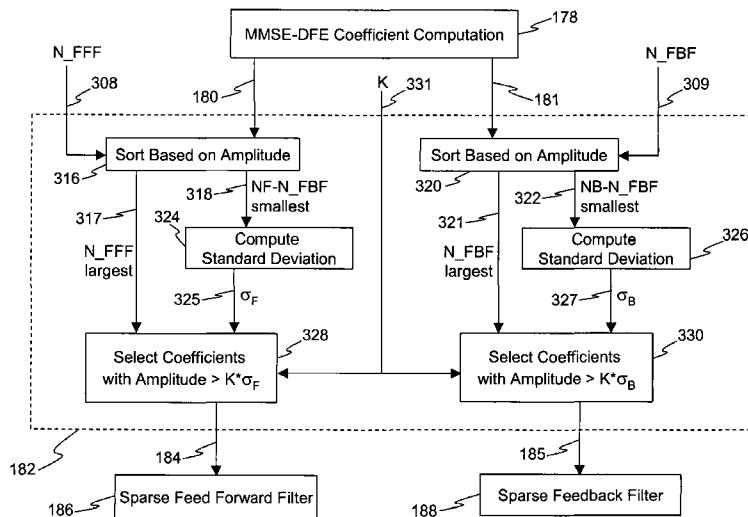 MMSE-DFE Coefficient Computation
178
N_FFF
308
180
K
331
181
N_FBF
309
Sort Based on Amplitude
316
Sort Based on Amplitude
320
317
318
NF-N_FBF
smallest
321
322
NB-N_FBF
smallest
324
Compute
Standard Deviation
Compute
Standard Deviation
326
N_FFF
largest
325
σF
N_FBF
largest
327
σB
328
Select Coefficients
with Amplitude > K*σF
330
Select Coefficients
with Amplitude > K*σB
182
184
185
186
Sparse Feed Forward Filter
188
Sparse Feedback Filter